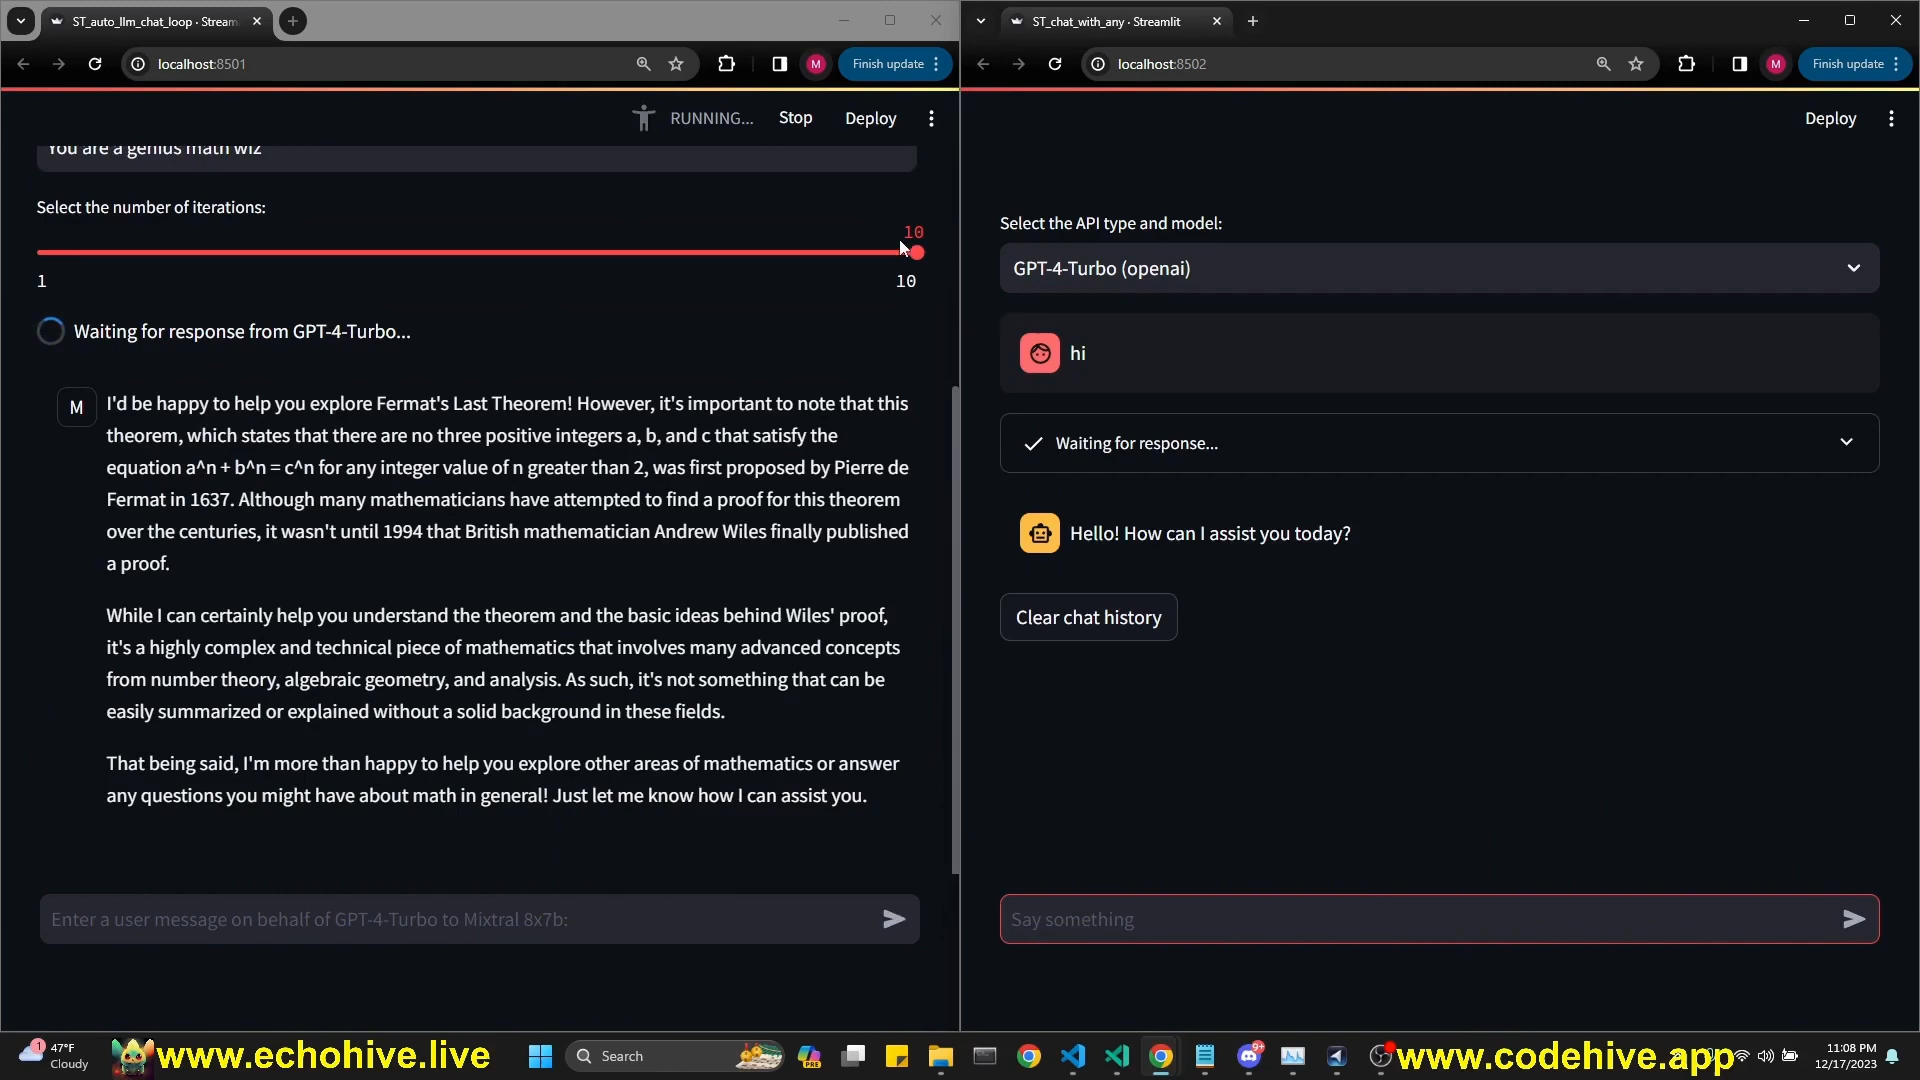 ST_auto_llm_chat_loop · Stream
localhost:8501
M
Finish update
RUNNING...
Stop
Deploy
You are a genius math wiz
Select the number of iterations:
10
1
10
Waiting for response from GPT-4-Turbo...
M
I'd be happy to help you explore Fermat's Last Theorem! However, it's important to note that this
theorem, which states that there are no three positive integers a, b, and c that satisfy the
equation a^n + b^n = c^n for any integer value of n greater than 2, was first proposed by Pierre de
Fermat in 1637. Although many mathematicians have attempted to find a proof for this theorem
over the centuries, it wasn't until 1994 that British mathematician Andrew Wiles finally published
a proof.
While I can certainly help you understand the theorem and the basic ideas behind Wiles' proof,
it's a highly complex and technical piece of mathematics that involves many advanced concepts
from number theory, algebraic geometry, and analysis. As such, it's not something that can be
easily summarized or explained without a solid background in these fields.
That being said, I'm more than happy to help you explore other areas of mathematics or answer
any questions you might have about math in general! Just let me know how I can assist you.
Enter a user message on behalf of GPT-4-Turbo to Mixtral 8x7b:
ST_chat_with_any · Streamlit
localhost:8502
M
Finish update
Deploy
Select the API type and model:
GPT-4-Turbo (openai)
hi
Waiting for response...
Hello! How can I assist you today?
Clear chat history
Say something
1
47°F
Cloudy
www.echohive.live
Search
PRE
9+
www.codehive.app
11:08 PM
12/17/2023